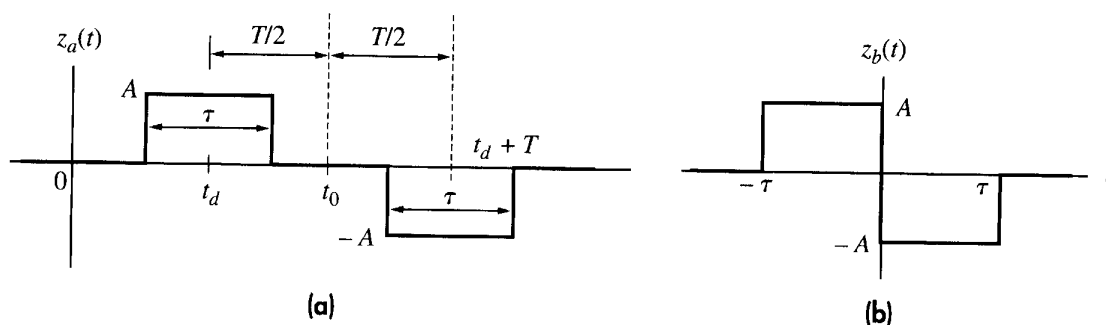 z_a(t)
T/2
T/2
A
τ
t_d + T
0
t_d
t_0
τ
−A
(a)
z_b(t)
A
−τ
τ
−A
(b)